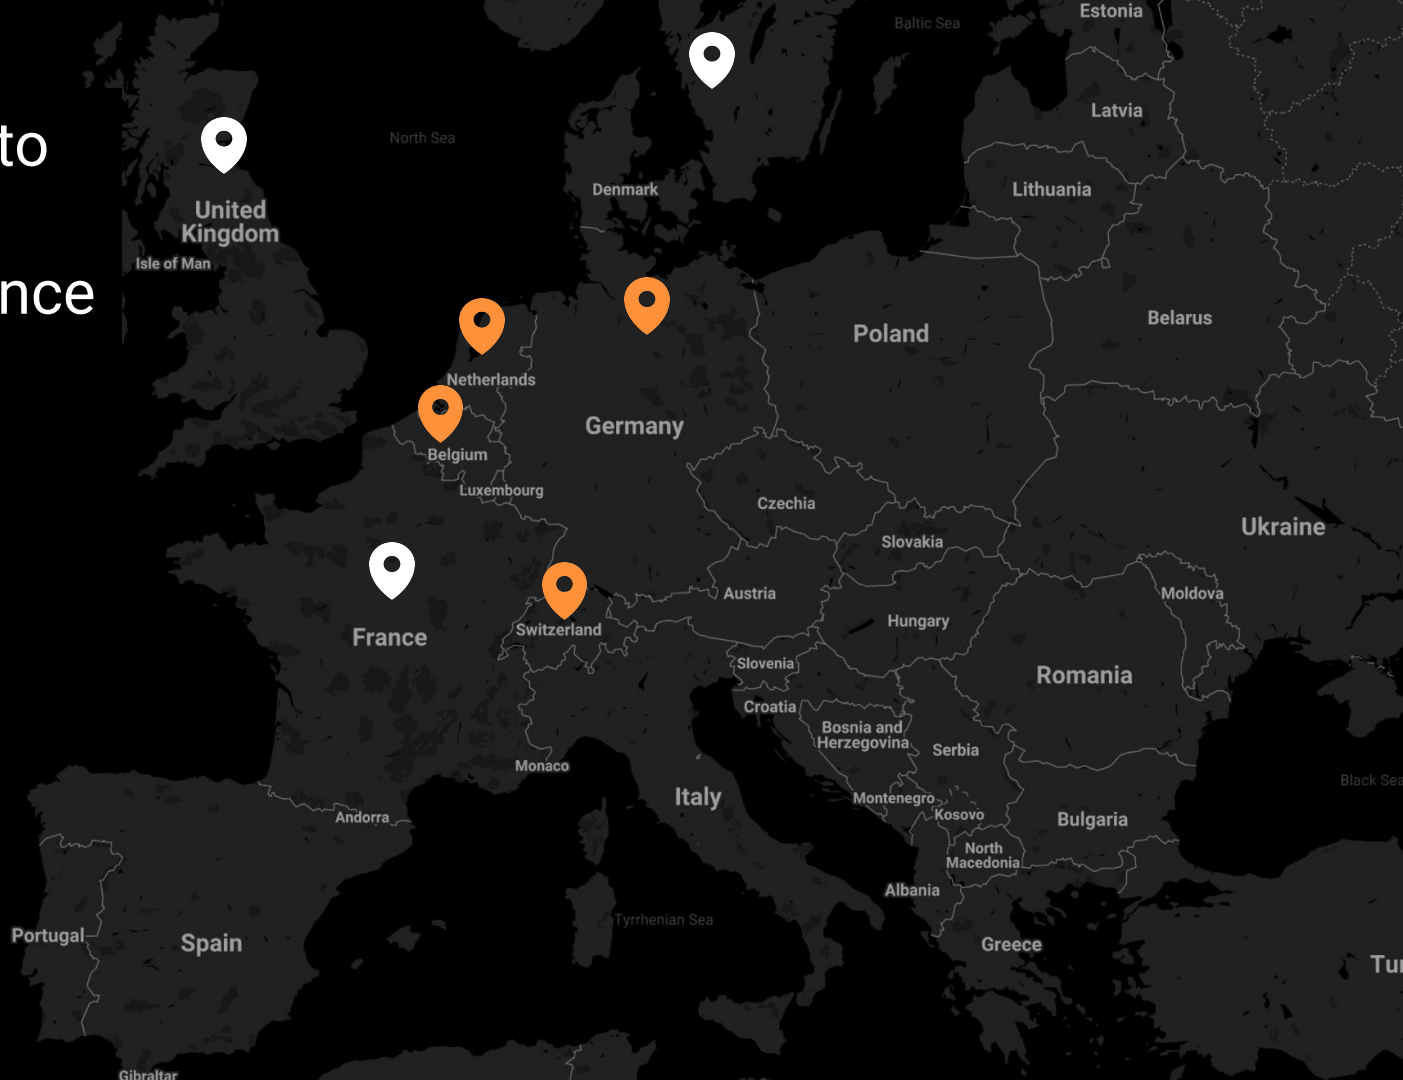 Estonia
Baltic Sea
Latvia
to
North Sea
Denmark
Lithuania
United
Kingdom
Isle of Man
nce
Belarus
Poland
Netherlands
Germany
Belgium
Luxembourg
Czechia
Ukraine
Slovakia
Austria
Moldova
Hungary
Switzerland
France
Slovenia
Romania
Croatia
Bosnia and
Herzegovina
Serbia
Monaco
Black Sea
Italy
Montenegro
Kosovo
Andorra
Bulgaria
North
Macedonia
Albania
Tyrrhenian Sea
Portugal
Spain
Greece
Tur
Gibraltar